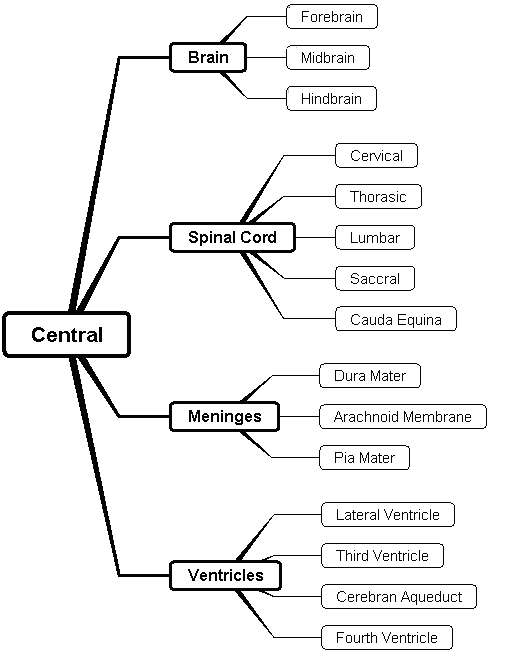 Central
Brain
Forebrain
Midbrain
Hindbrain
Spinal Cord
Cervical
Thorasic
Lumbar
Saccral
Cauda Equina
Meninges
Dura Mater
Arachnoid Membrane
Pia Mater
Ventricles
Lateral Ventricle
Third Ventricle
Cerebran Aqueduct
Fourth Ventricle